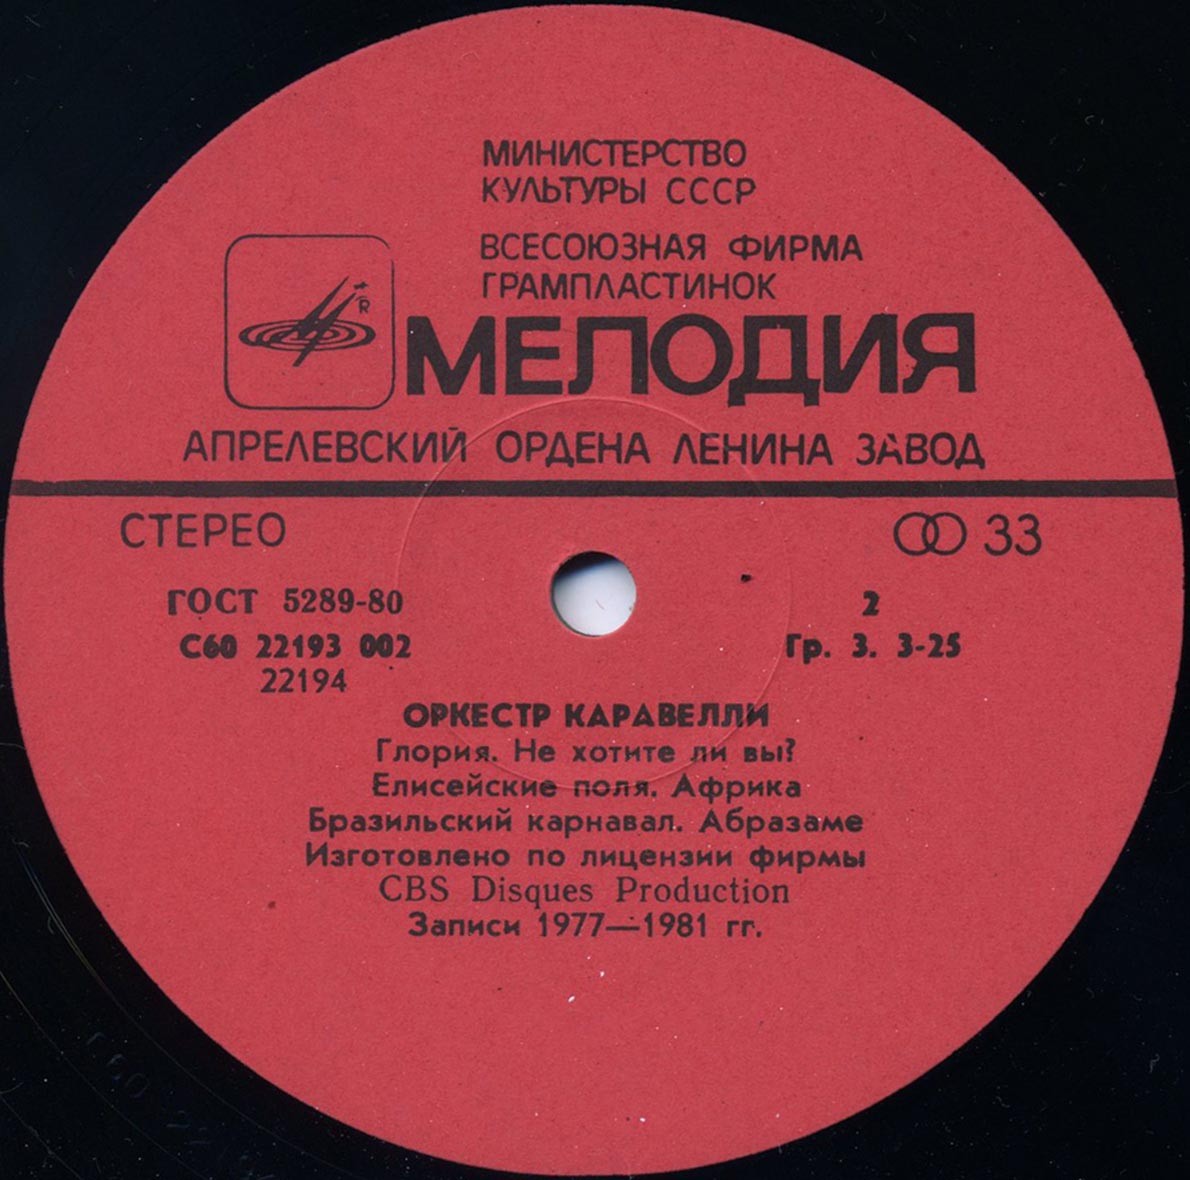 МИНИСТЕРСТВО
КУЛЬТУРЫ СССР
ВСЕСОЮЗНАЯ ФИРМА
ГРАМПЛАСТИНОК
МЕЛОДИЯ
R
АПРЕЛЕВСКИЙ ОРДЕНА ЛЕНИНА ЗАВОД
СТЕРЕО
33
ГОСТ 5289-80
2
С60 22193 002
Гр. 3. 3-25
22194
ОРКЕСТР КАРАВЕЛЛИ
Глория. Не хотите ли вы?
Елисейские поля. Африка
Бразильский карнавал. Абразаме
Изготовлено по лицензии фирмы
CBS Disques Production
Записи 1977—1981 гг.